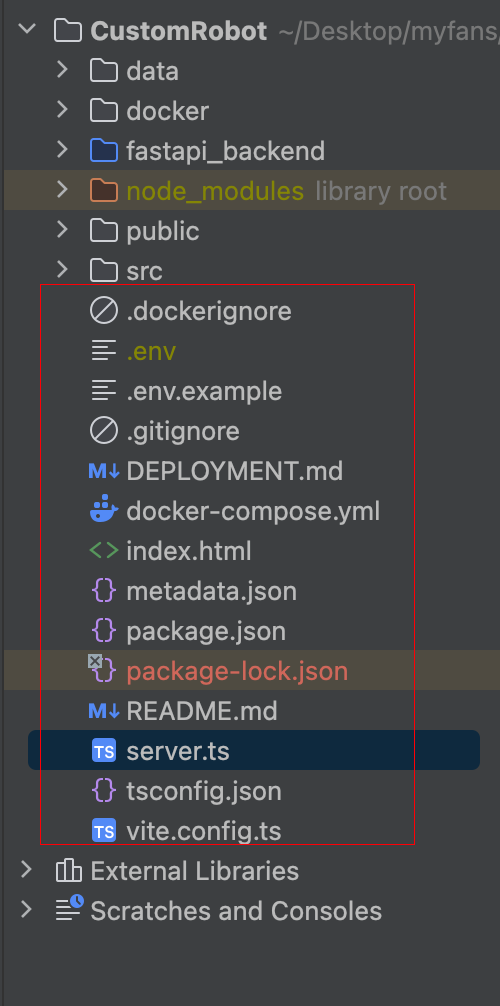 CustomRobot ~/Desktop/myfans/
data
docker
fastapi_backend
node_modules library root
public
src
.dockerignore
.env
.env.example
.gitignore
M↓ DEPLOYMENT.md
docker-compose.yml
<> index.html
{} metadata.json
{} package.json
{} package-lock.json
M↓ README.md
TS server.ts
{} tsconfig.json
TS vite.config.ts
External Libraries
Scratches and Consoles